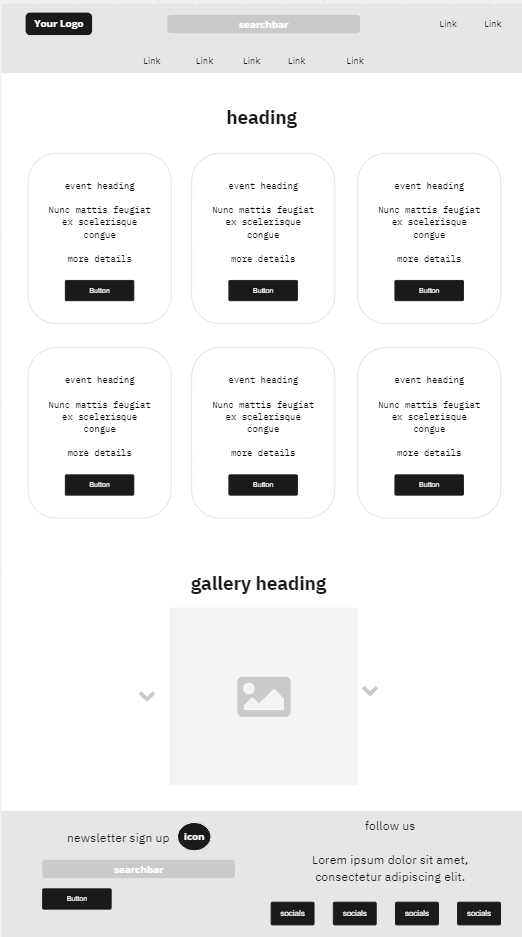 Your Logo
searchbar
Link
Link
Link
Link
Link
Link
Link
heading
event heading
Nunc mattis feugiat
ex scelerisque
congue
more details
Button
event heading
Nunc mattis feugiat
ex scelerisque
congue
more details
Button
event heading
Nunc mattis feugiat
ex scelerisque
congue
more details
Button
event heading
Nunc mattis feugiat
ex scelerisque
congue
more details
Button
event heading
Nunc mattis feugiat
ex scelerisque
congue
more details
Button
event heading
Nunc mattis feugiat
ex scelerisque
congue
more details
Button
gallery heading
newsletter sign up
icon
searchbar
Button
follow us
Lorem ipsum dolor sit amet,
consectetur adipiscing elit.
socials
socials
socials
socials